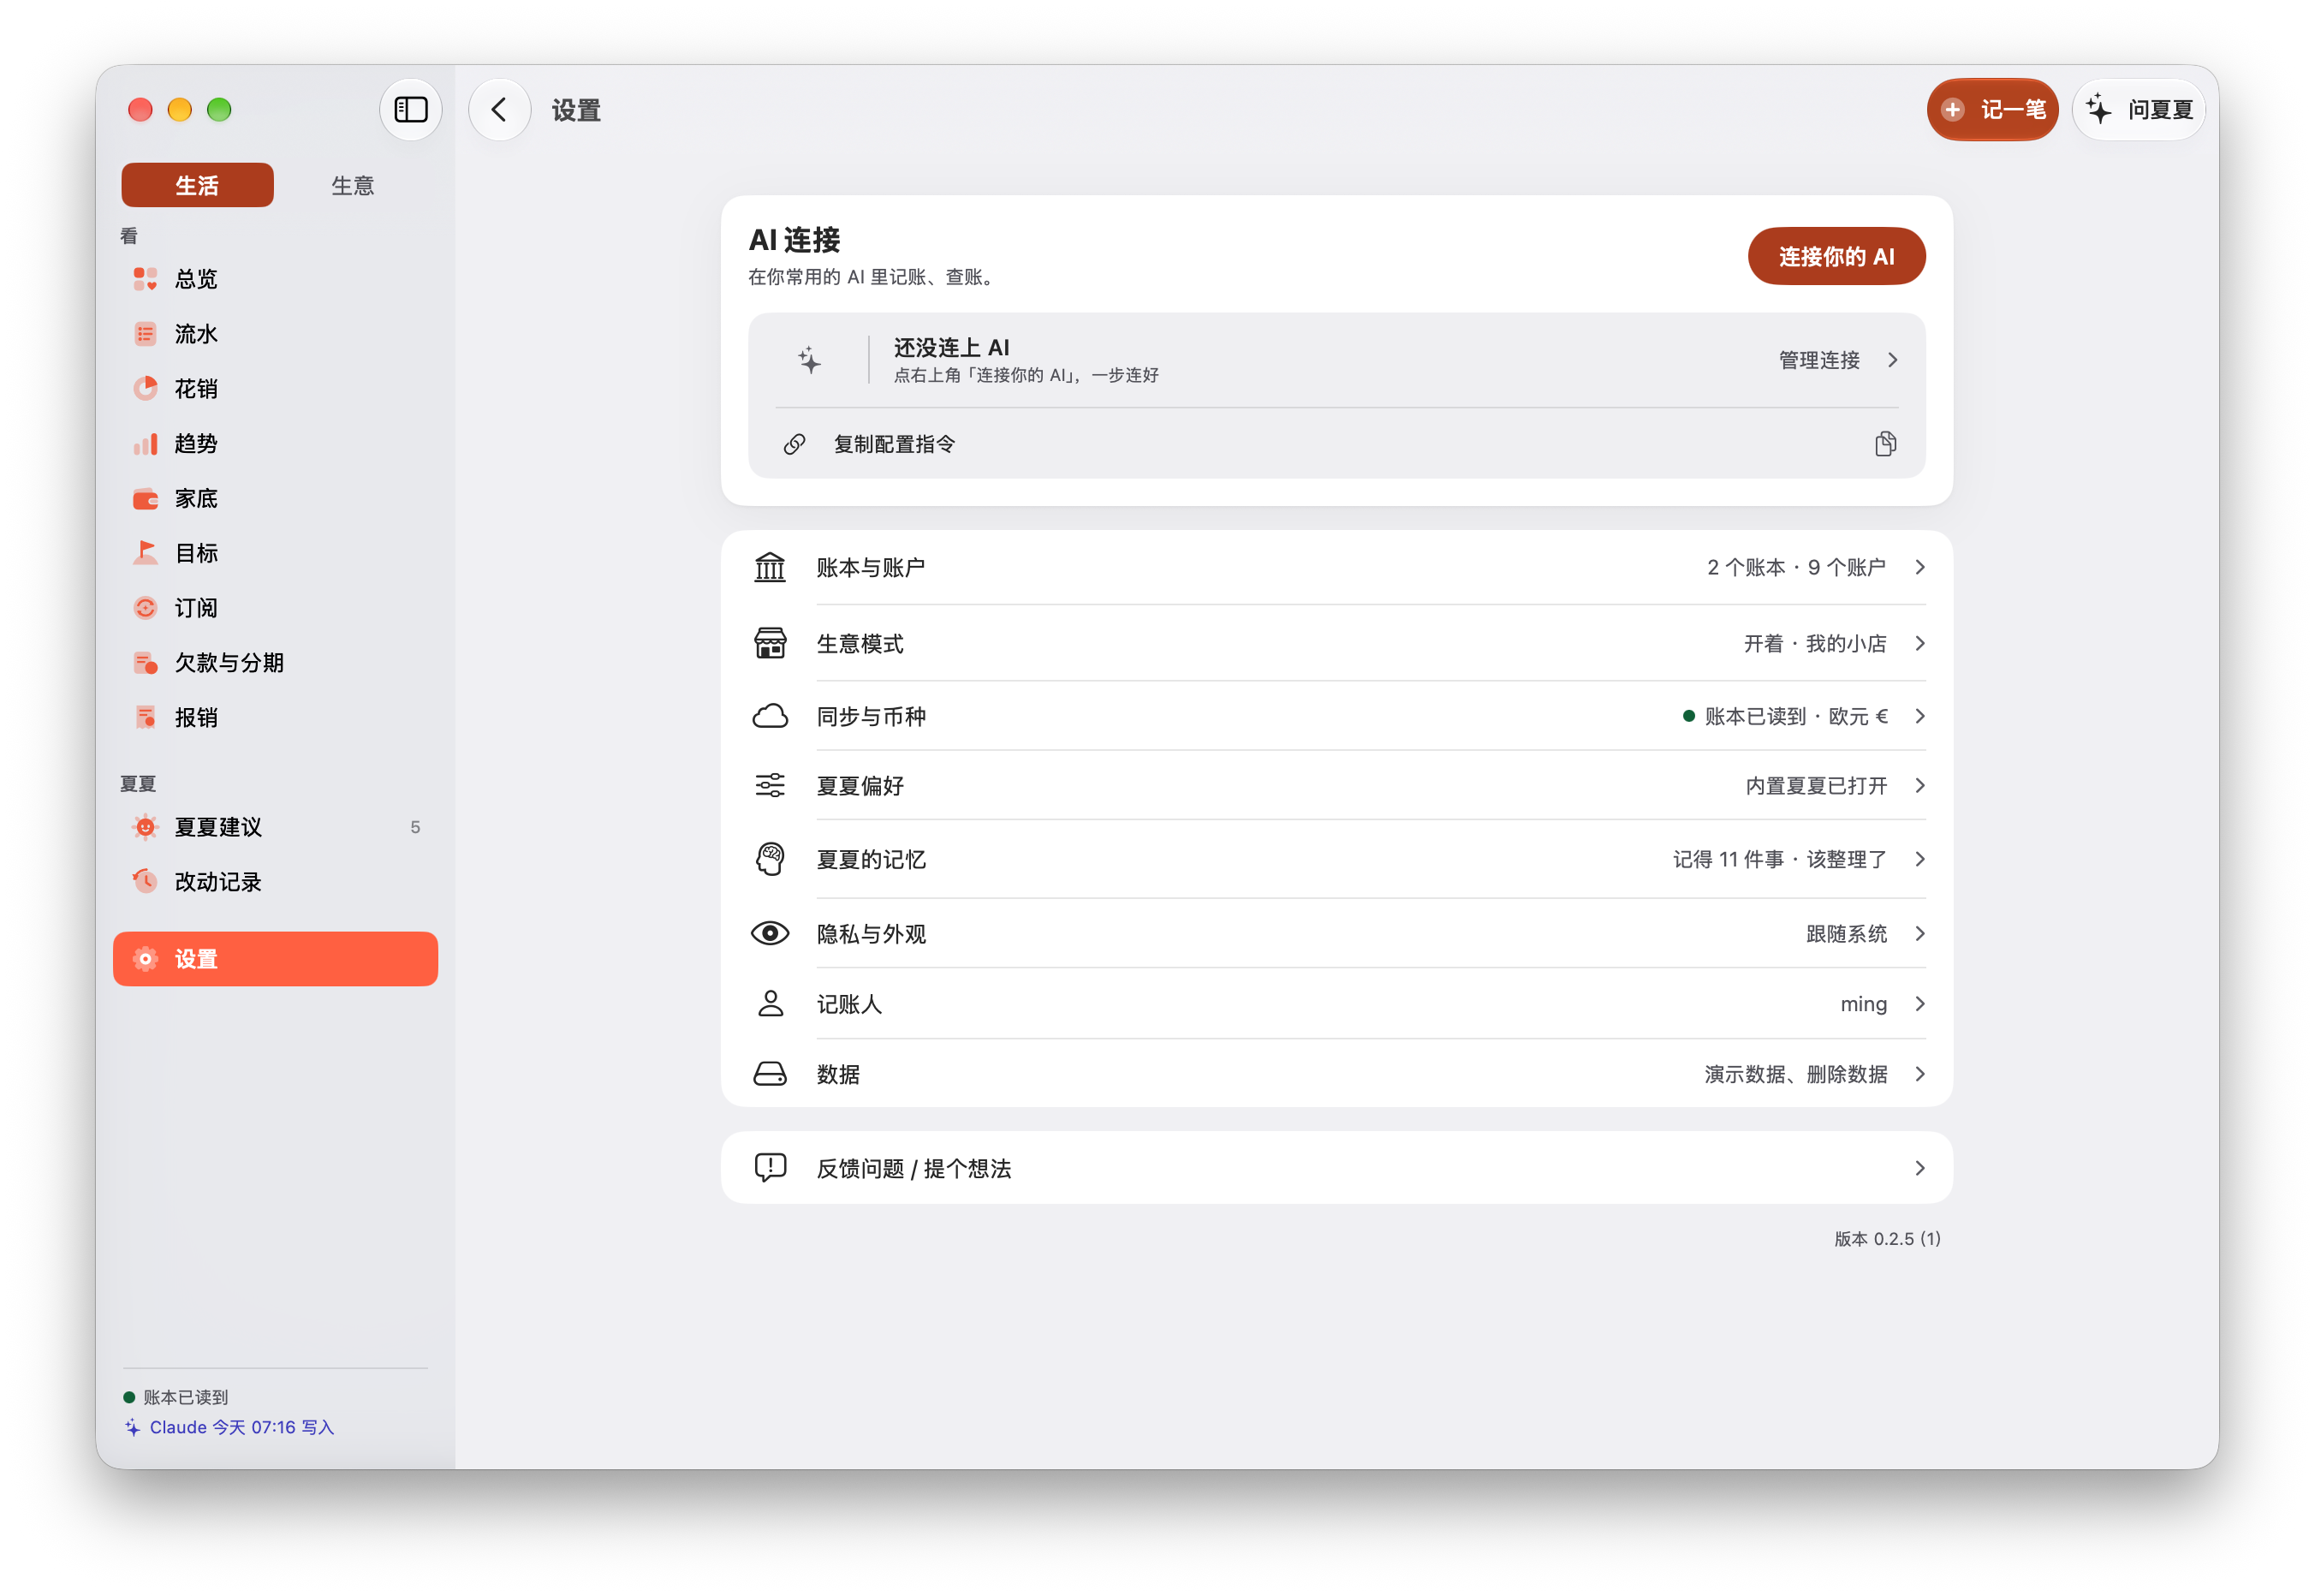 设置
记一笔
问夏夏
生活
生意
看
总览
流水
花销
趋势
家底
目标
订阅
欠款与分期
报销
夏夏
夏夏建议 5
改动记录
设置
账本已读到
Claude 今天 07:16 写入
AI 连接
在你常用的 AI 里记账、查账。
连接你的 AI
还没连上 AI
点右上角「连接你的 AI」，一步连好
管理连接
复制配置指令
账本与账户 2 个账本 · 9 个账户
生意模式 开着 · 我的小店
同步与币种 账本已读到 · 欧元 €
夏夏偏好 内置夏夏已打开
夏夏的记忆 记得 11 件事 · 该整理了
隐私与外观 跟随系统
记账人 ming
数据 演示数据、删除数据
反馈问题 / 提个想法
版本 0.2.5 (1)